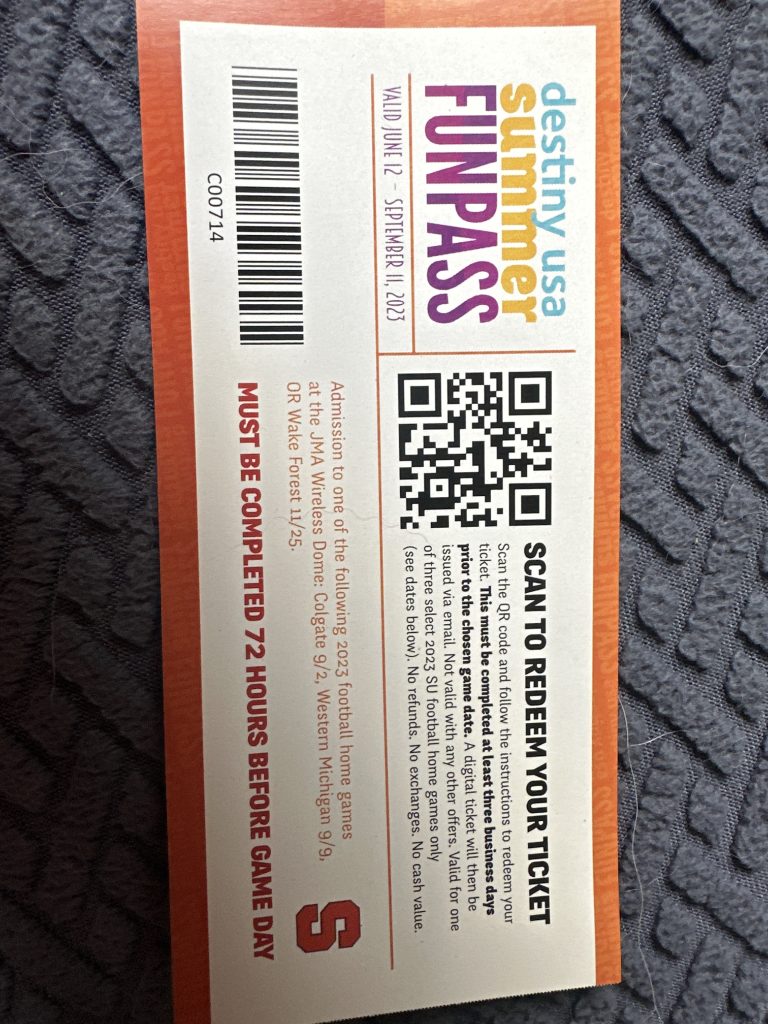 destiny usa
summer
FUNPASS
VALID JUNE 12 - SEPTEMBER 11, 2023
SCAN TO REDEEM YOUR TICKET
Scan the QR code and follow the instructions to redeem your
ticket. This must be completed at least three business days
prior to the chosen game date. A digital ticket will then be
issued via email. Not valid with any other offers. Valid for one
of three select 2023 SU football home games only
(see dates below). No refunds. No exchanges. No cash value.
C00714
Admission to one of the following 2023 football home games
at the JMA Wireless Dome: Colgate 9/2, Western Michigan 9/9,
OR Wake Forest 11/25.
MUST BE COMPLETED 72 HOURS BEFORE GAME DAY
S